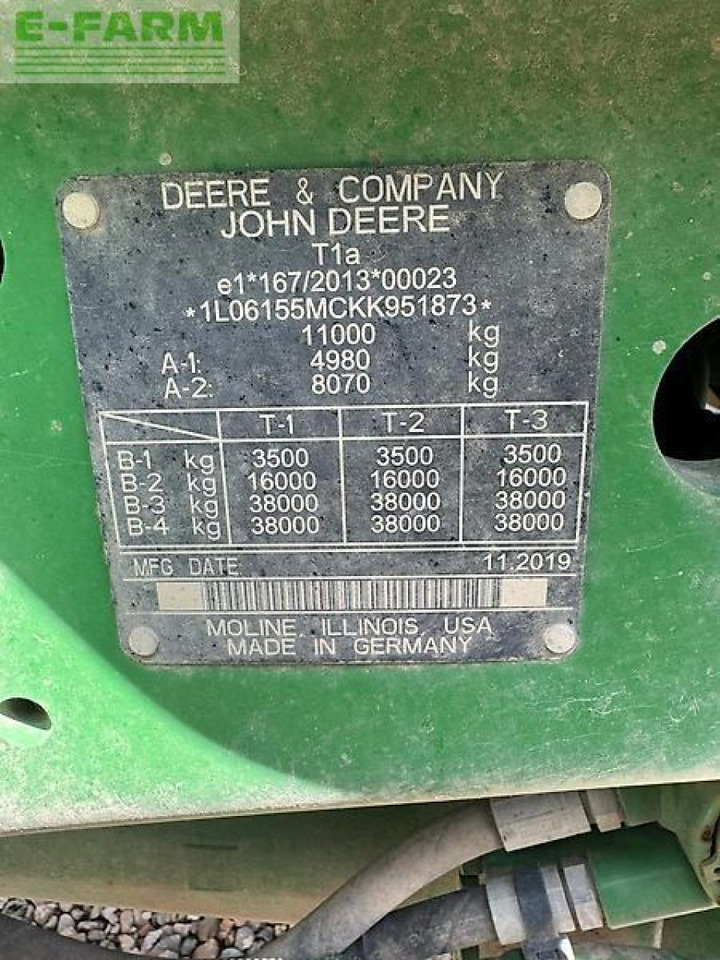 E-FARM
DEERE & COMPANY
JOHN DEERE
T1a
e1*167/2013*00023
*1L06155MCKK951873*
11000 kg
A-1: 4980 kg
A-2: 8070 kg
T-1 T-2 T-3
B-1 kg 3500 3500 3500
B-2 kg 16000 16000 16000
B-3 kg 38000 38000 38000
B-4 kg 38000 38000 38000
MFG DATE 11.2019
MOLINE, ILLINOIS, USA
MADE IN GERMANY